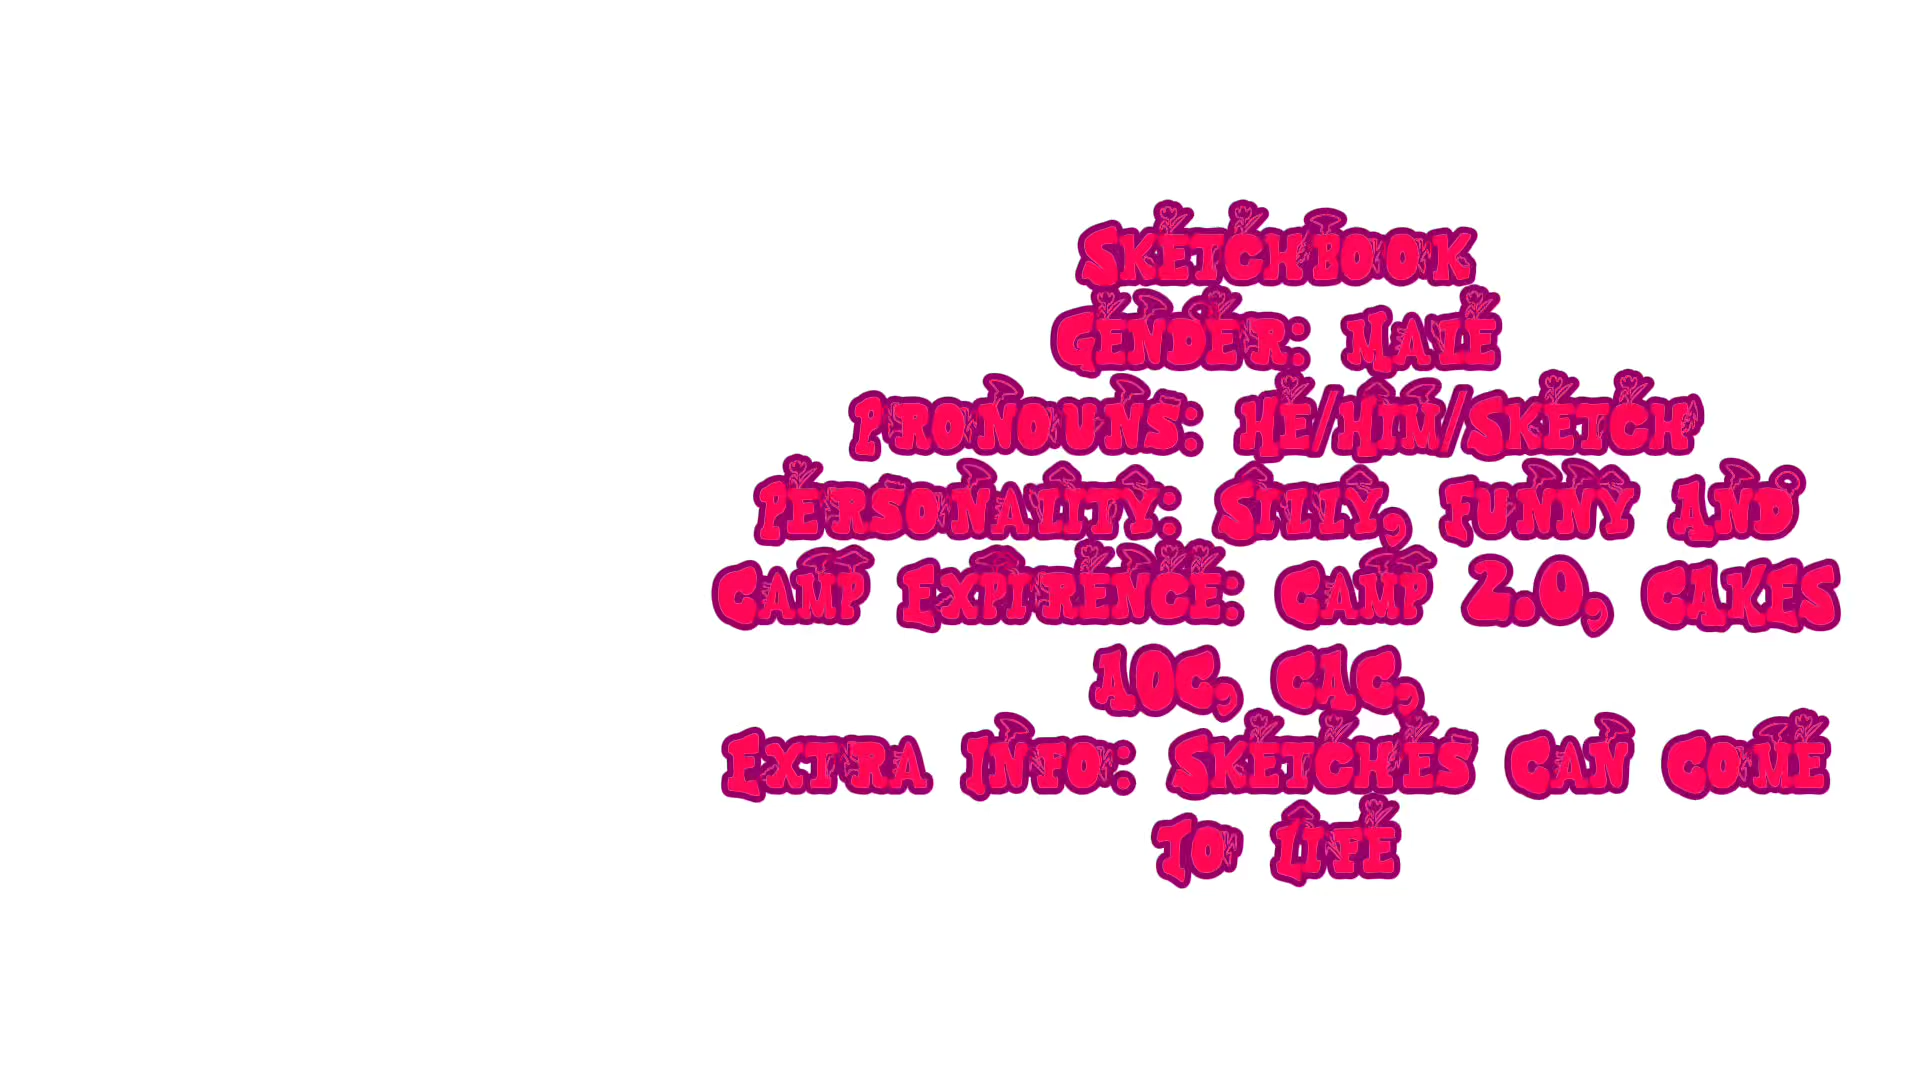 Sketchbook
Gender: Male
Pronouns: He/Him/Sketch
Personality: Silly, Funny And
Camp Expirence: Camp 2.0, CAKES
AOC, CAC,
Extra Info: Sketches Can Come
To Life